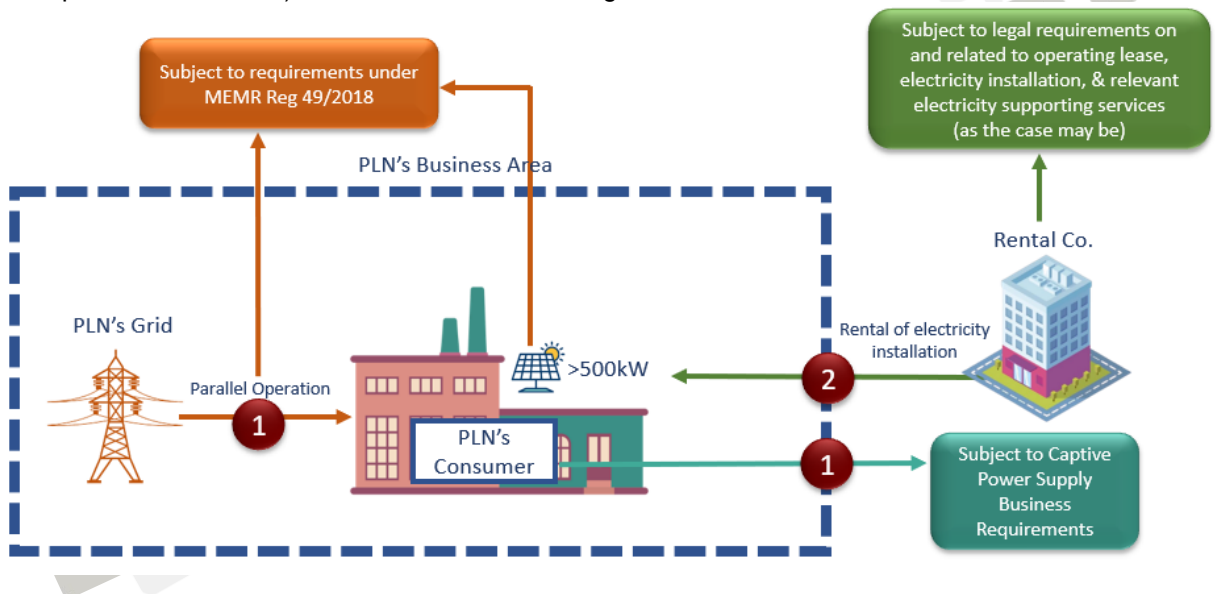 Subject to requirements under
MEMR Reg 49/2018
Subject to legal requirements on
and related to operating lease,
electricity installation, & relevant
electricity supporting services
(as the case may be)
PLN's Business Area
Rental Co.
PLN's Grid
Parallel Operation
1
>500kW
PLN's
Consumer
Rental of electricity
installation
2
1
Subject to Captive
Power Supply
Business
Requirements